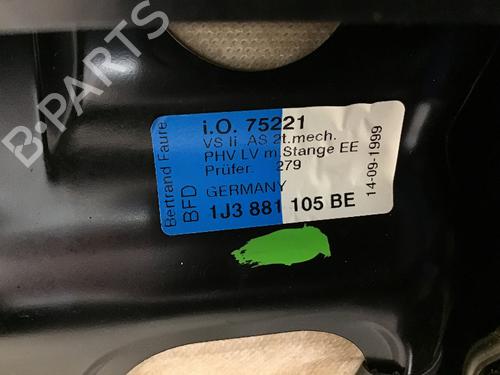 B-PARTS
Bertrand Faure
BFD
i.O. 75221
VS li .AS 2t.mech.
PHV LV m.Stange EE
Prüfer. 279
GERMANY
1J3 881 105 BE
14-09-1999